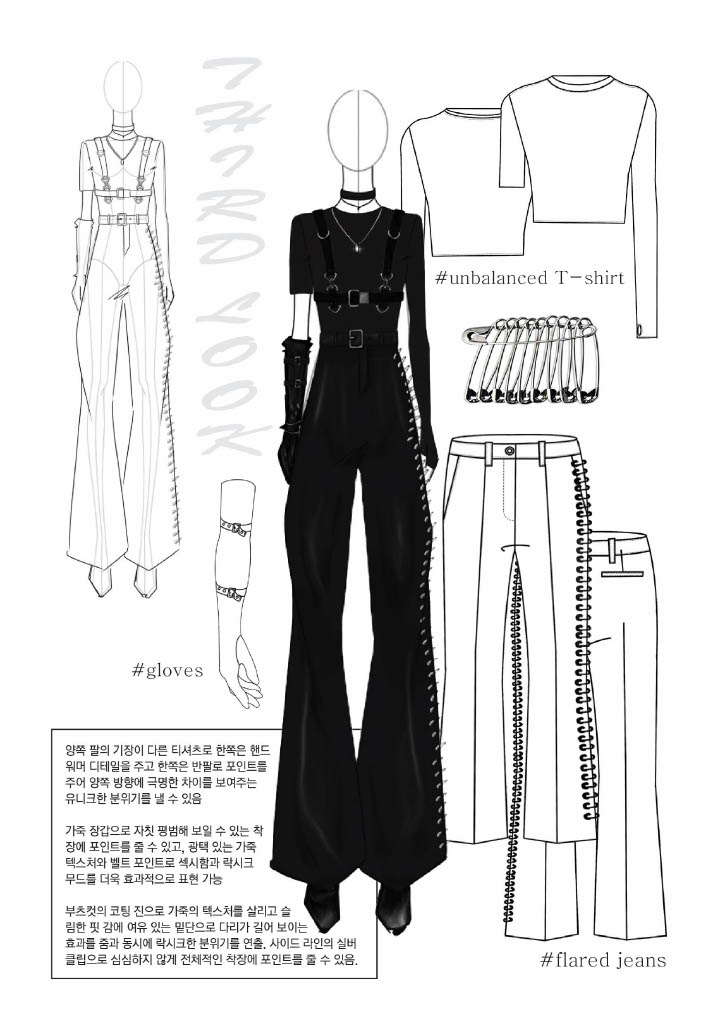 THIRD LOOK
#unbalanced T-shirt
#gloves
양쪽 팔의 기장이 다른 티셔츠로 한쪽은 핸드
워머 디테일을 주고 한쪽은 반팔로 포인트를
주어 양쪽 방향에 극명한 차이를 보여주는
유니크한 분위기를 낼 수 있음
가죽 장갑으로 자칫 평범해 보일 수 있는 착
장에 포인트를 줄 수 있고, 광택 있는 가죽
텍스처와 벨트 포인트로 섹시함과 락시크
무드를 더욱 효과적으로 표현 가능
부츠컷의 코팅 진으로 가죽의 텍스처를 살리고 슬
림한 핏 감에 여유 있는 밑단으로 다리가 길어 보이는
효과를 줌과 동시에 락시크한 분위기를 연출. 사이드 라인의 실버
클립으로 심심하지 않게 전체적인 착장에 포인트를 줄 수 있음.
#flared jeans